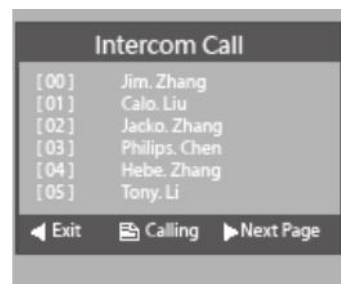 Intercom Call
[00] Jim. Zhang
[01] Calo. Liu
[02] Jacko. Zhang
[03] Philips. Chen
[04] Hebe. Zhang
[05] Tony. Li
Exit Calling Next Page